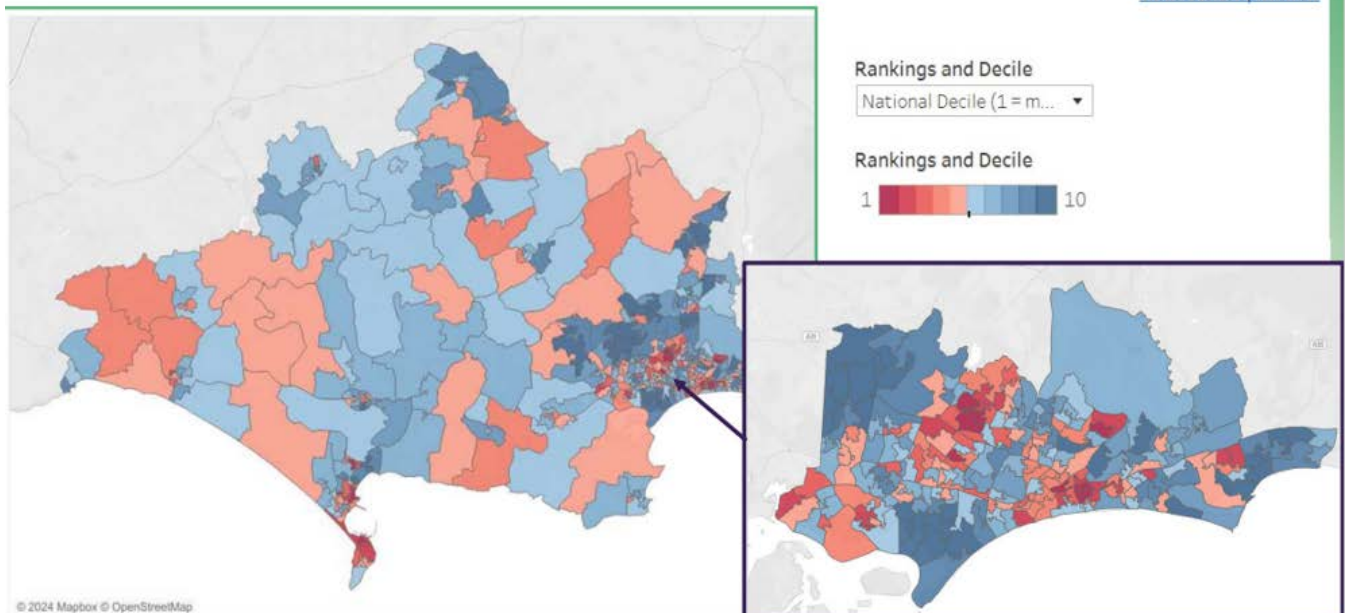 Rankings and Decile
National Decile (1 = m...
Rankings and Decile
1 10
© 2024 Mapbox © OpenStreetMap